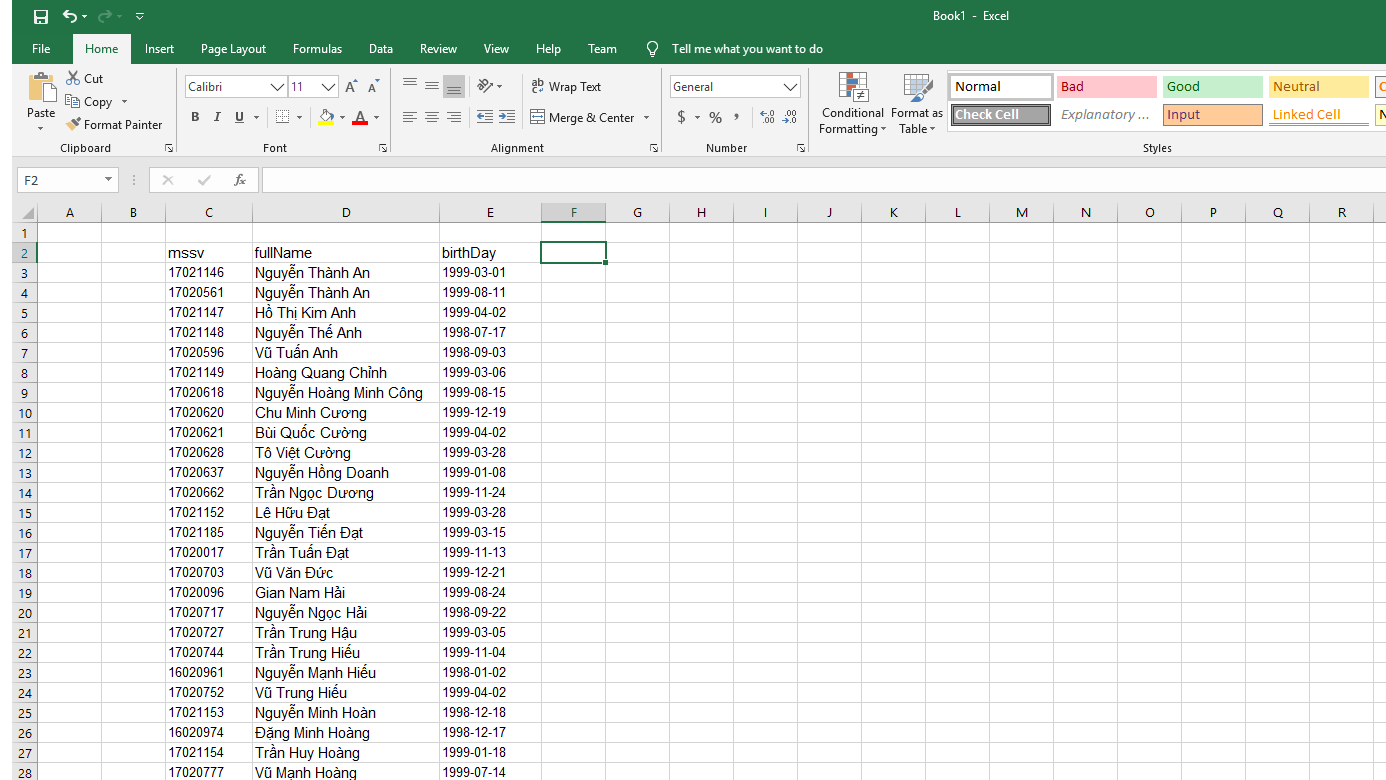 Book1 - Excel
File Home Insert Page Layout Formulas Data Review View Help Team Tell me what you want to do
Paste Cut Copy Format Painter
Calibri 11
B I U A
Wrap Text
Merge & Center
General
$ % ,
Conditional Formatting
Format as Table
Normal Bad Good Neutral
Check Cell Explanatory ... Input Linked Cell
Clipboard Font Alignment Number Styles
F2 fx
A B C D E F G H I J K L M N O P Q R
1
2 mssv fullName birthDay
3 17021146 Nguyễn Thành An 1999-03-01
4 17020561 Nguyễn Thành An 1999-08-11
5 17021147 Hồ Thị Kim Anh 1999-04-02
6 17021148 Nguyễn Thế Anh 1998-07-17
7 17020596 Vũ Tuấn Anh 1998-09-03
8 17021149 Hoàng Quang Chỉnh 1999-03-06
9 17020618 Nguyễn Hoàng Minh Công 1999-08-15
10 17020620 Chu Minh Cương 1999-12-19
11 17020621 Bùi Quốc Cường 1999-04-02
12 17020628 Tô Việt Cường 1999-03-28
13 17020637 Nguyễn Hồng Doanh 1999-01-08
14 17020662 Trần Ngọc Dương 1999-11-24
15 17021152 Lê Hữu Đạt 1999-03-28
16 17021185 Nguyễn Tiến Đạt 1999-03-15
17 17020017 Trần Tuấn Đạt 1999-11-13
18 17020703 Vũ Văn Đức 1999-12-21
19 17020096 Gian Nam Hải 1999-08-24
20 17020717 Nguyễn Ngọc Hải 1998-09-22
21 17020727 Trần Trung Hậu 1999-03-05
22 17020744 Trần Trung Hiếu 1999-11-04
23 16020961 Nguyễn Mạnh Hiếu 1998-01-02
24 17020752 Vũ Trung Hiếu 1999-04-02
25 17021153 Nguyễn Minh Hoàn 1998-12-18
26 16020974 Đặng Minh Hoàng 1998-12-17
27 17021154 Trần Huy Hoàng 1999-01-18
28 17020777 Vũ Mạnh Hoàng 1999-07-14